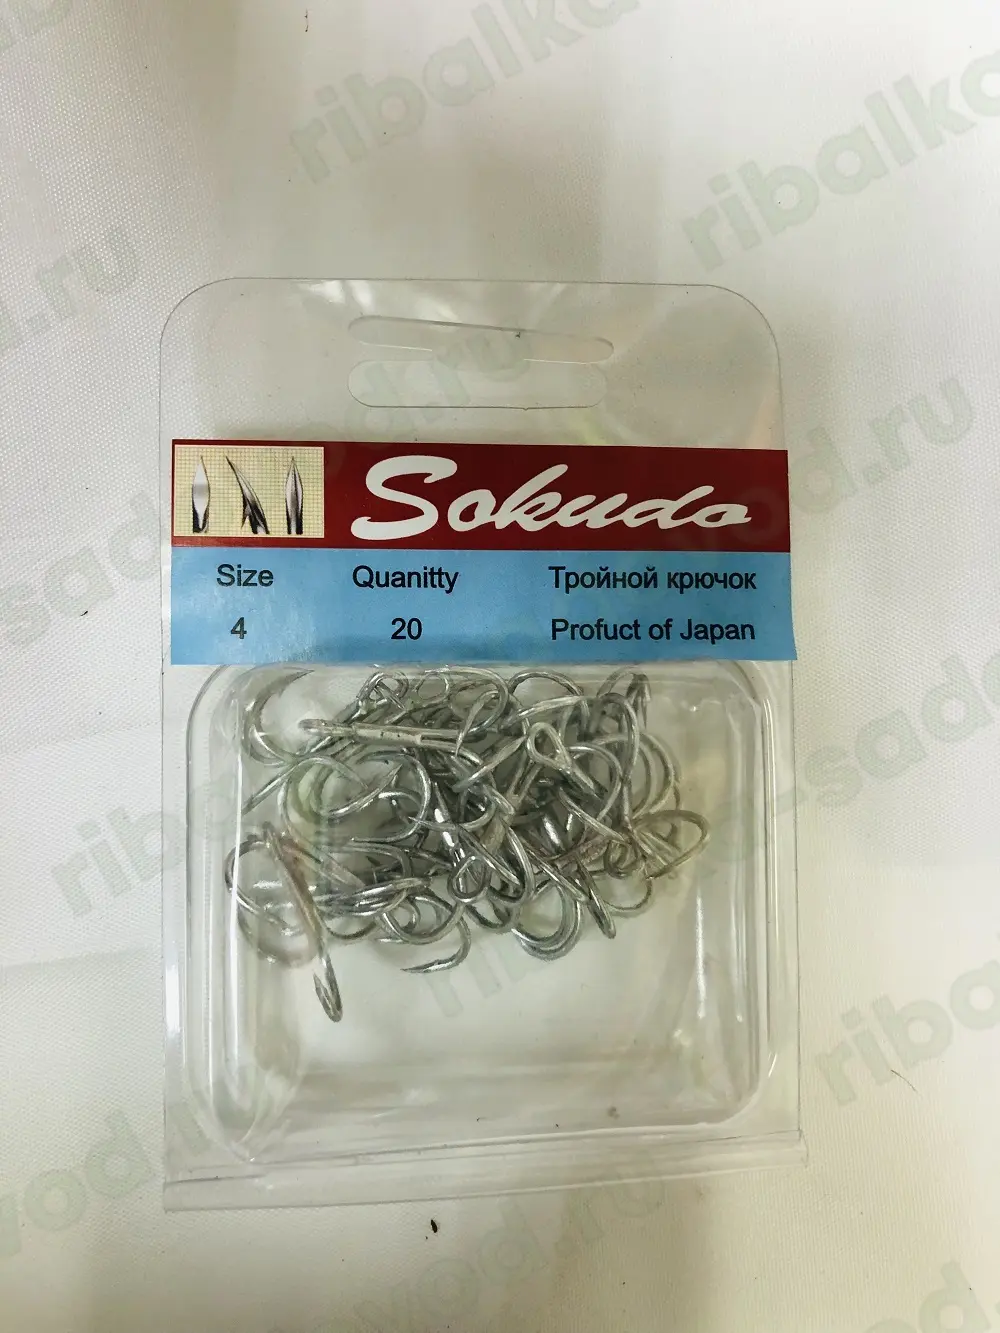 Sokudo
Size Quanitty Тройной крючок
4 20 Profuct of Japan